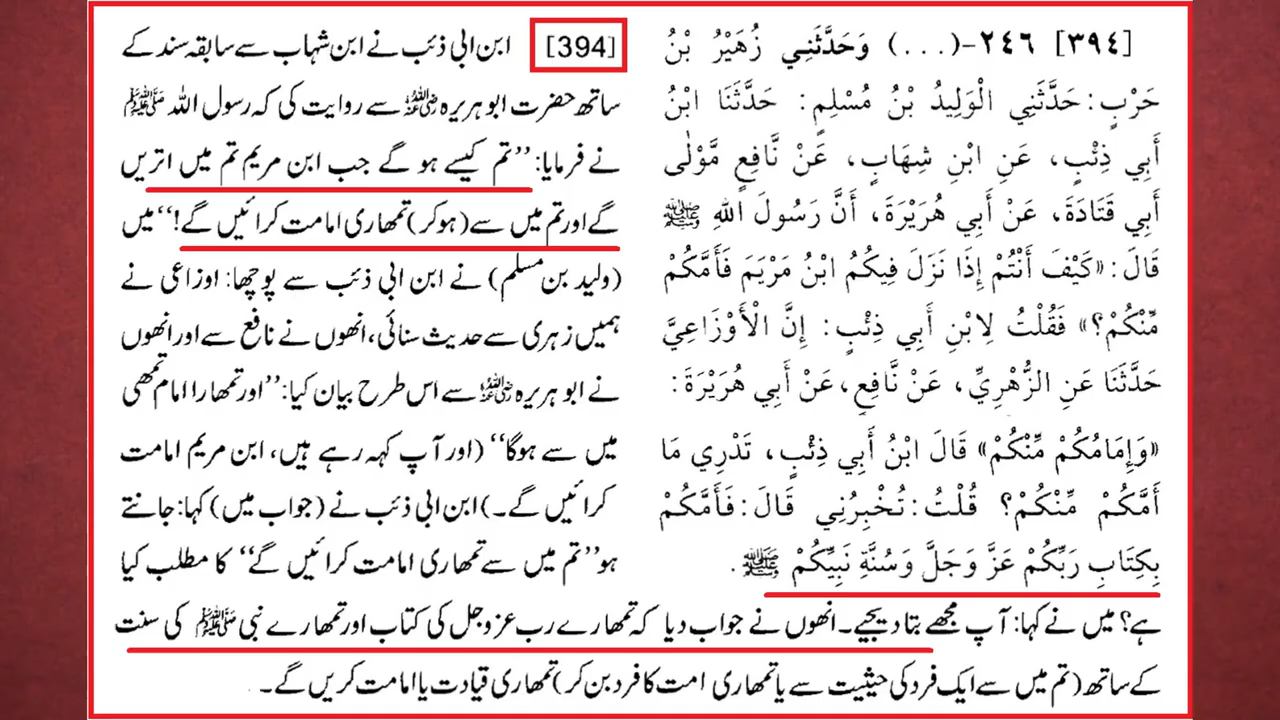 [٣٩٤] ٢٤٦-(...) وَحَدَّثَنِي زُهَيْرُ بْنُ
حَرْبٍ: حَدَّثَنِي الْوَلِيدُ بْنُ مُسْلِمٍ: حَدَّثَنَا ابْنُ
أَبِي ذِئْبٍ، عَنِ ابْنِ شِهَابٍ، عَنْ نَّافِعٍ مَّوْلٰى
أَبِي قَتَادَةَ، عَنْ أَبِي هُرَيْرَةَ، أَنَّ رَسُولَ اللهِ ﷺ
قَالَ: «كَيْفَ أَنْتُمْ إِذَا نَزَلَ فِيكُمُ ابْنُ مَرْيَمَ فَأَمَّكُمْ
مِّنْكُمْ؟» فَقُلْتُ لِابْنِ أَبِي ذِئْبٍ: إِنَّ الْأَوْزَاعِيَّ
حَدَّثَنَا عَنِ الزُّهْرِيِّ، عَنْ نَّافِعٍ، عَنْ أَبِي هُرَيْرَةَ:
«وَإِمَامُكُمْ مِّنْكُمْ» قَالَ ابْنُ أَبِي ذِئْبٍ، تَدْرِي مَا
أَمَّكُمْ مِّنْكُمْ؟ قُلْتُ: تُخْبِرُنِي قَالَ: فَأَمَّكُمْ
بِكِتَابِ رَبِّكُمْ عَزَّ وَجَلَّ وَسُنَّةِ نَبِيِّكُمْ ﷺ.
[394] ابن ابی ذئب نے ابن شہاب سے سابقہ سند کے
ساتھ حضرت ابو ہریرہ رضی اللہ عنہ سے روایت کی کہ رسول اللہ ﷺ
نے فرمایا: ’’تم کیسے ہو گے جب ابن مریم تم میں اتریں
گے اور تم میں سے (ہو کر) تمھاری امامت کرائیں گے!‘‘ میں
(ولید بن مسلم) نے ابن ابی ذئب سے پوچھا: اوزاعی نے
ہمیں زہری سے حدیث سنائی، انھوں نے نافع سے اور انھوں
نے ابو ہریرہ رضی اللہ عنہ سے اس طرح بیان کیا: ’’اور تمھارا امام تمھی
میں سے ہوگا‘‘ (اور آپ کہہ رہے ہیں، ابن مریم امامت
کرائیں گے۔) ابن ابی ذئب نے (جواب میں) کہا: جانتے
ہو ’’تم میں سے تمھاری امامت کرائیں گے‘‘ کا مطلب کیا
ہے؟ میں نے کہا: آپ مجھے بتا دیجیے۔ انھوں نے جواب دیا کہ تمھارے رب عزوجل کی کتاب اور تمھارے نبی ﷺ کی سنت
کے ساتھ (تم میں سے ایک فرد کی حیثیت سے یا تمھاری امت کا فرد بن کر) تمھاری قیادت یا امامت کریں گے۔